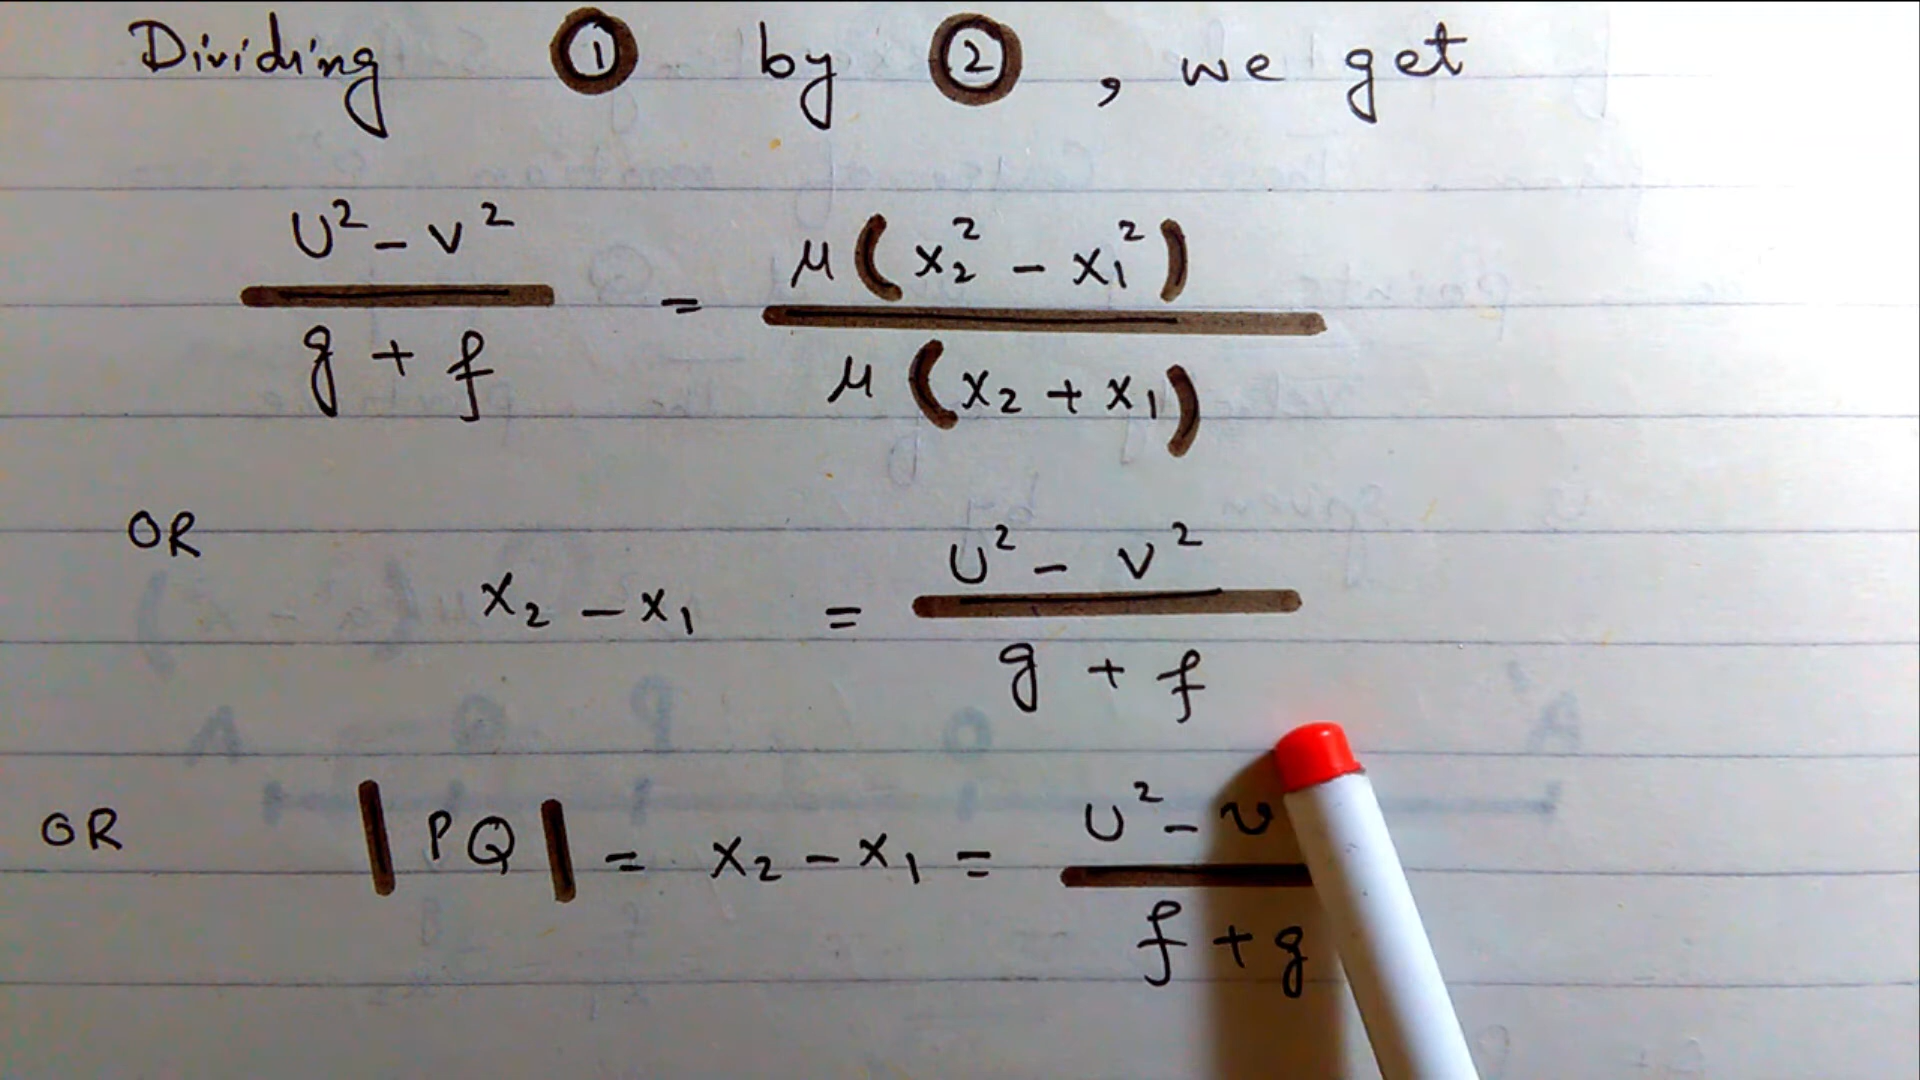 Dividing ① by ②, we get
U² - v² / g + f = μ(x₂² - x₁²) / μ(x₂ + x₁)
OR x₂ - x₁ = U² - v² / g + f
OR |PQ| = x₂ - x₁ = U² - v / f + g